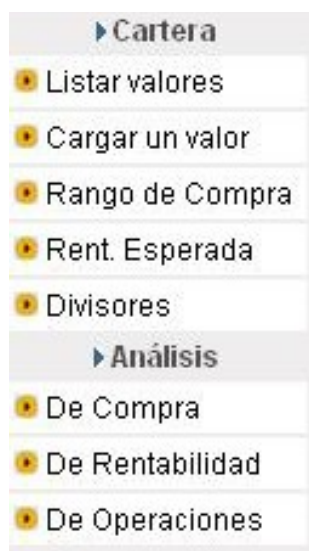 Cartera
Listar valores
Cargar un valor
Rango de Compra
Rent. Esperada
Divisores
Análisis
De Compra
De Rentabilidad
De Operaciones